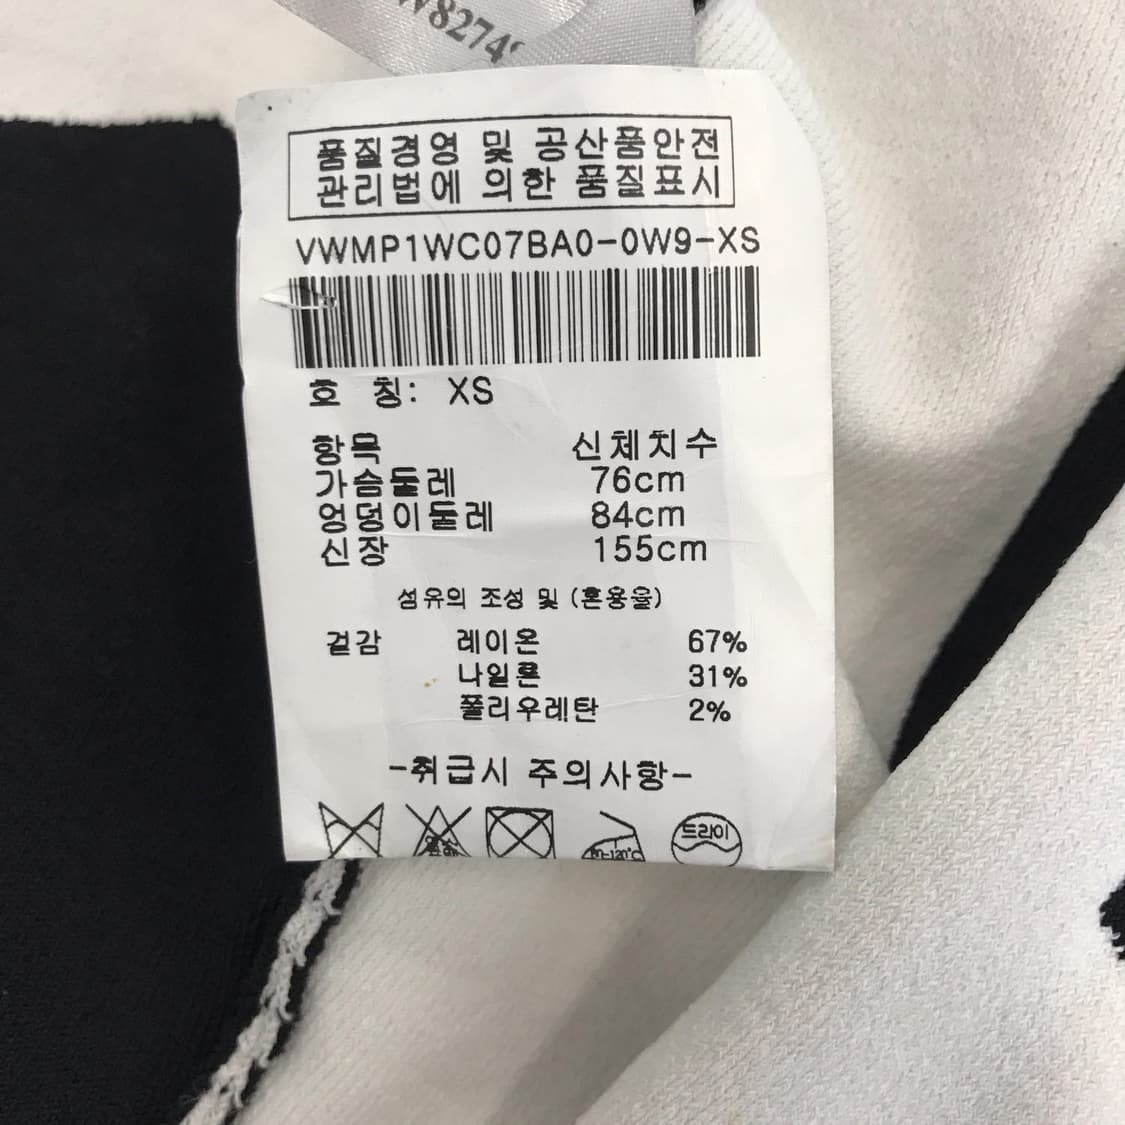 품질경영 및 공산품안전
관리법에 의한 품질표시
VWMP1WC07BA0-0W9-XS
호 칭: XS
항목 신체치수
가슴둘레 76cm
엉덩이둘레 84cm
신장 155cm
섬유의 조성 및 (혼용율)
겉감 레이온 67%
나일론 31%
폴리우레탄 2%
-취급시 주의사항-
드라이